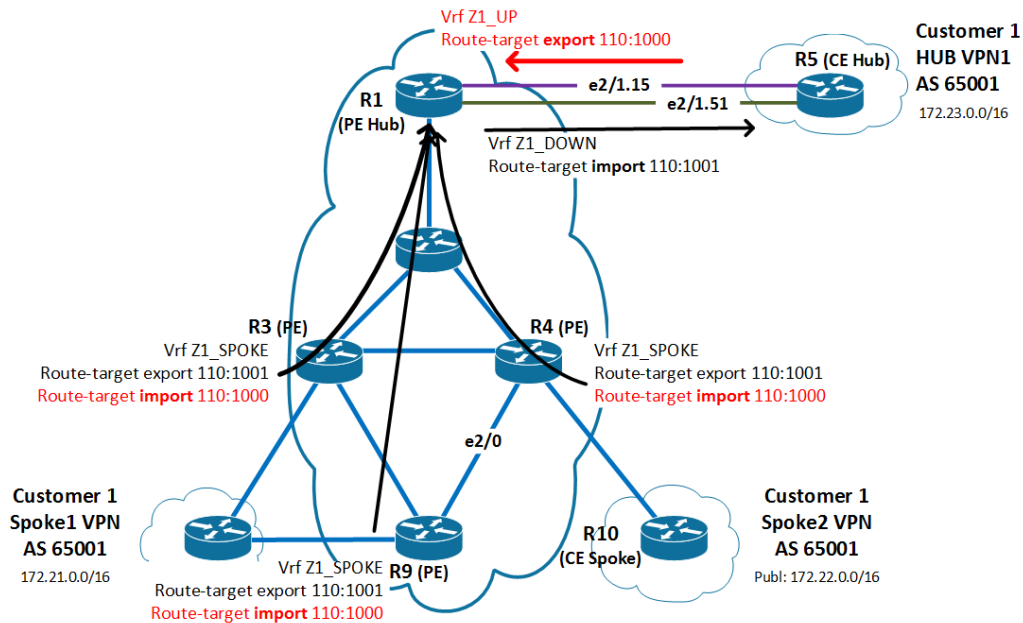 Vrf Z1_UP
Route-target export 110:1000
Customer 1
HUB VPN1
AS 65001
172.23.0.0/16
R5 (CE Hub)
e2/1.15
e2/1.51
R1
(PE Hub)
Vrf Z1_DOWN
Route-target import 110:1001
R3 (PE)
Vrf Z1_SPOKE
Route-target export 110:1001
Route-target import 110:1000
R4 (PE)
Vrf Z1_SPOKE
Route-target export 110:1001
Route-target import 110:1000
e2/0
Customer 1
Spoke1 VPN
AS 65001
172.21.0.0/16
R9 (PE)
Vrf Z1_SPOKE
Route-target export 110:1001
Route-target import 110:1000
R10
(CE Spoke)
Customer 1
Spoke2 VPN
AS 65001
Publ: 172.22.0.0/16